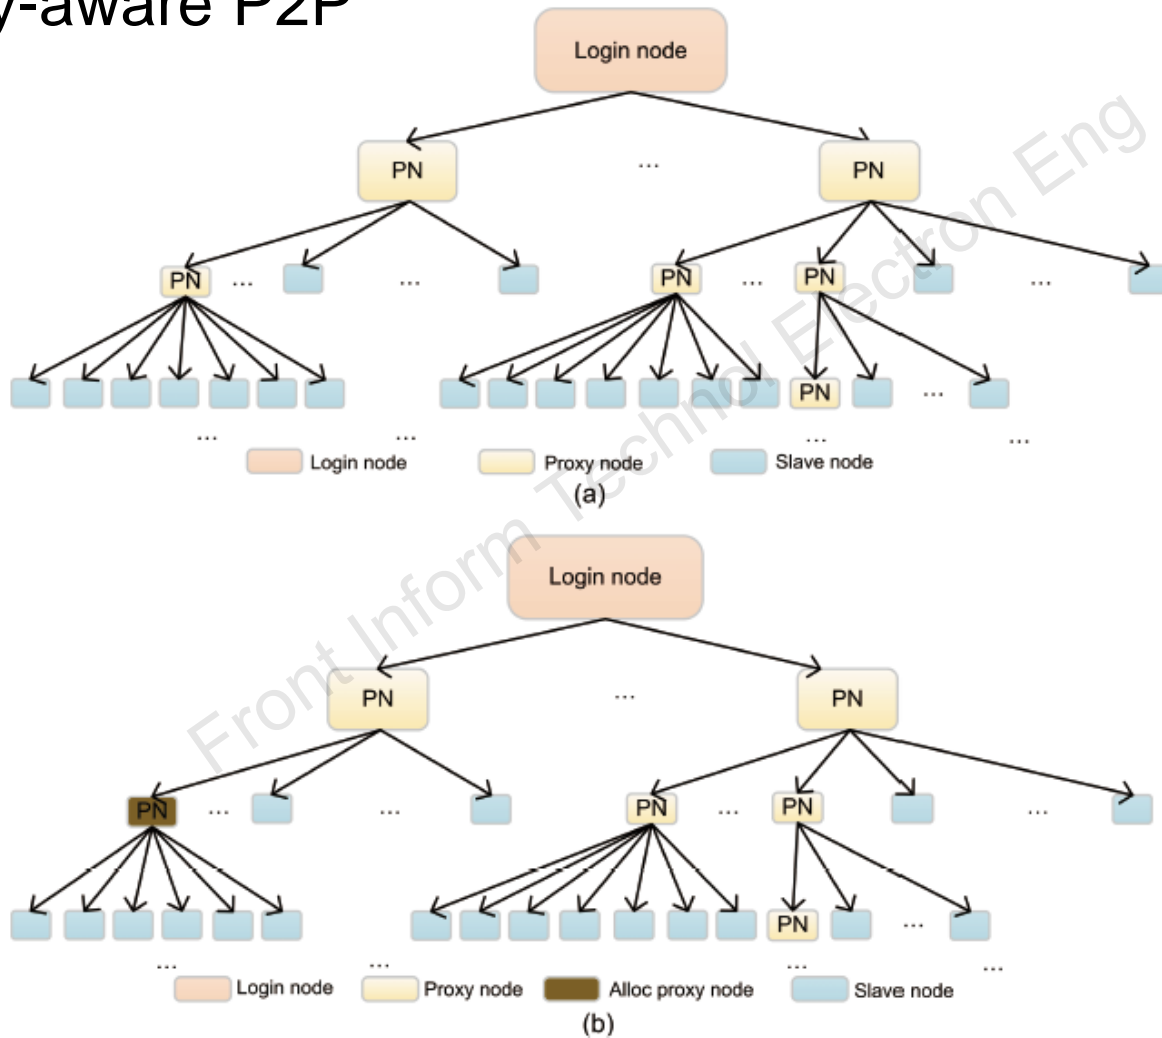 y-aware P2P
Login node
PN
...
PN
PN
...
...
PN
...
PN
...
PN
...
...
...
...
...
Login node
Proxy node
Slave node
(a)
Login node
PN
...
PN
PN
...
...
PN
...
PN
...
PN
...
...
...
...
...
Login node
Proxy node
Alloc proxy node
Slave node
(b)
Front Inform Technol Electron Eng